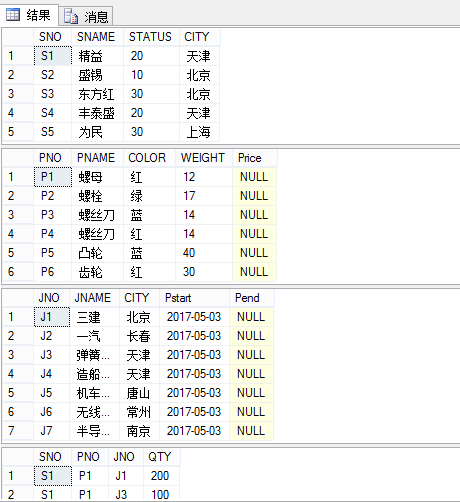 结果 消息
SNO SNAME STATUS CITY
1 S1 精益 20 天津
2 S2 盛锡 10 北京
3 S3 东方红 30 北京
4 S4 丰泰盛 20 天津
5 S5 为民 30 上海
PNO PNAME COLOR WEIGHT Price
1 P1 螺母 红 12 NULL
2 P2 螺栓 绿 17 NULL
3 P3 螺丝刀 蓝 14 NULL
4 P4 螺丝刀 红 14 NULL
5 P5 凸轮 蓝 40 NULL
6 P6 齿轮 红 30 NULL
JNO JNAME CITY Pstart Pend
1 J1 三建 北京 2017-05-03 NULL
2 J2 一汽 长春 2017-05-03 NULL
3 J3 弹簧... 天津 2017-05-03 NULL
4 J4 造船... 天津 2017-05-03 NULL
5 J5 机车... 唐山 2017-05-03 NULL
6 J6 无线... 常州 2017-05-03 NULL
7 J7 半导... 南京 2017-05-03 NULL
SNO PNO JNO QTY
1 S1 P1 J1 200
2 S1 P1 J3 100